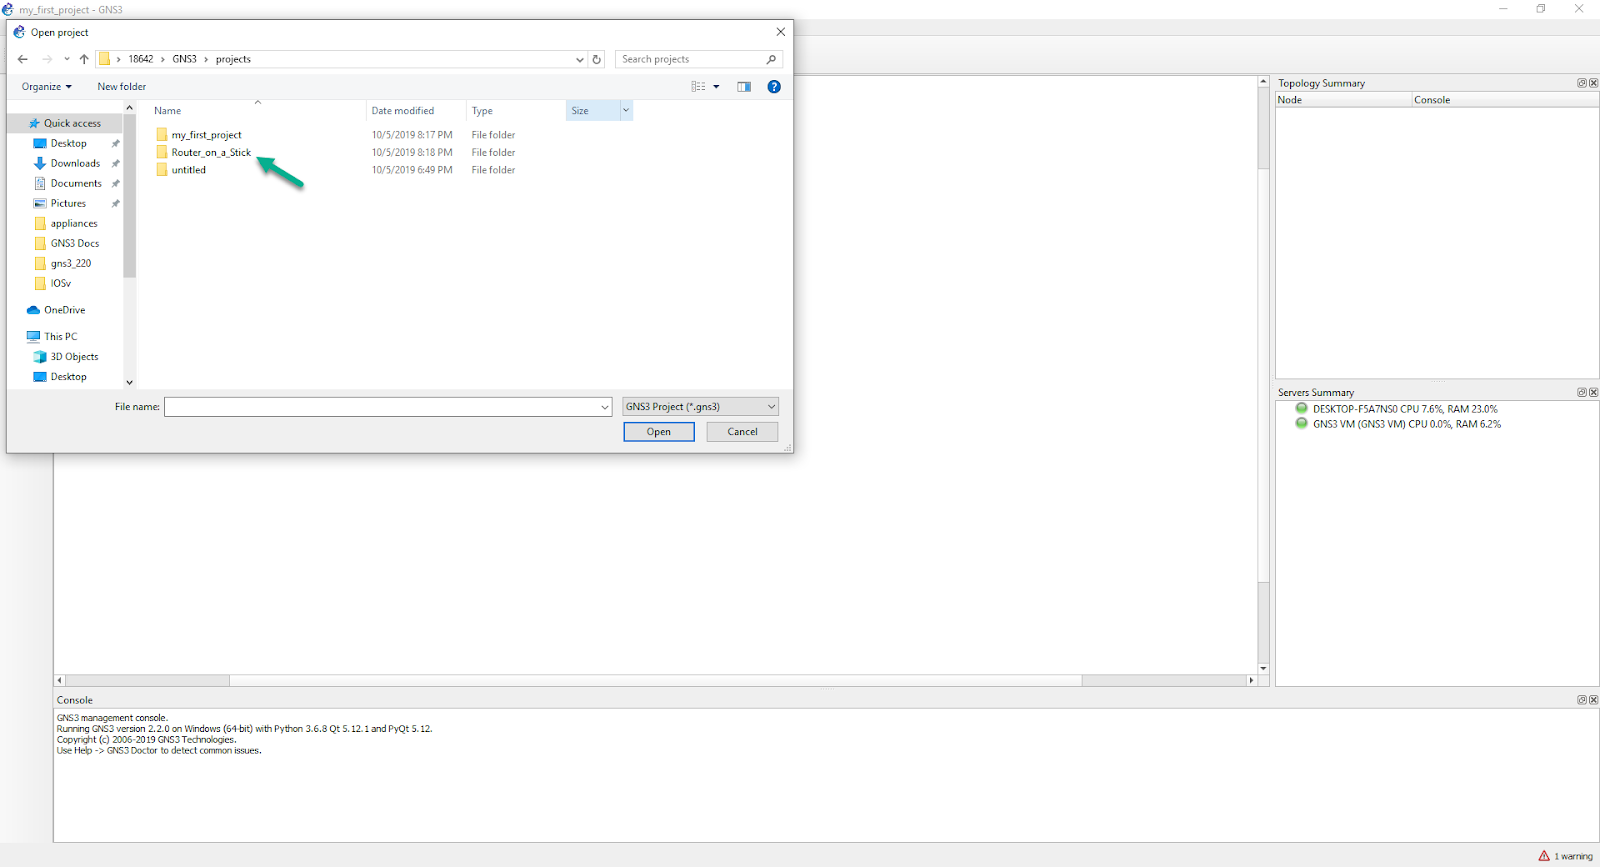 my_first_project - GNS3
Open project
18642 > GNS3 > projects
Search projects
Organize
New folder
Name Date modified Type Size
my_first_project 10/5/2019 8:17 PM File folder
Router_on_a_Stick 10/5/2019 8:18 PM File folder
untitled 10/5/2019 6:49 PM File folder
Quick access
Desktop
Downloads
Documents
Pictures
appliances
GNS3 Docs
gns3_220
IOSv
OneDrive
This PC
3D Objects
Desktop
File name:
GNS3 Project (*.gns3)
Open
Cancel
Topology Summary
Node Console
Servers Summary
DESKTOP-F5A7NS0 CPU 7.6%, RAM 23.0%
GNS3 VM (GNS3 VM) CPU 0.0%, RAM 6.2%
Console
GNS3 management console.
Running GNS3 version 2.2.0 on Windows (64-bit) with Python 3.6.8 Qt 5.12.1 and PyQt 5.12.
Copyright (c) 2006-2019 GNS3 Technologies.
Use Help -> GNS3 Doctor to detect common issues.
1 warning